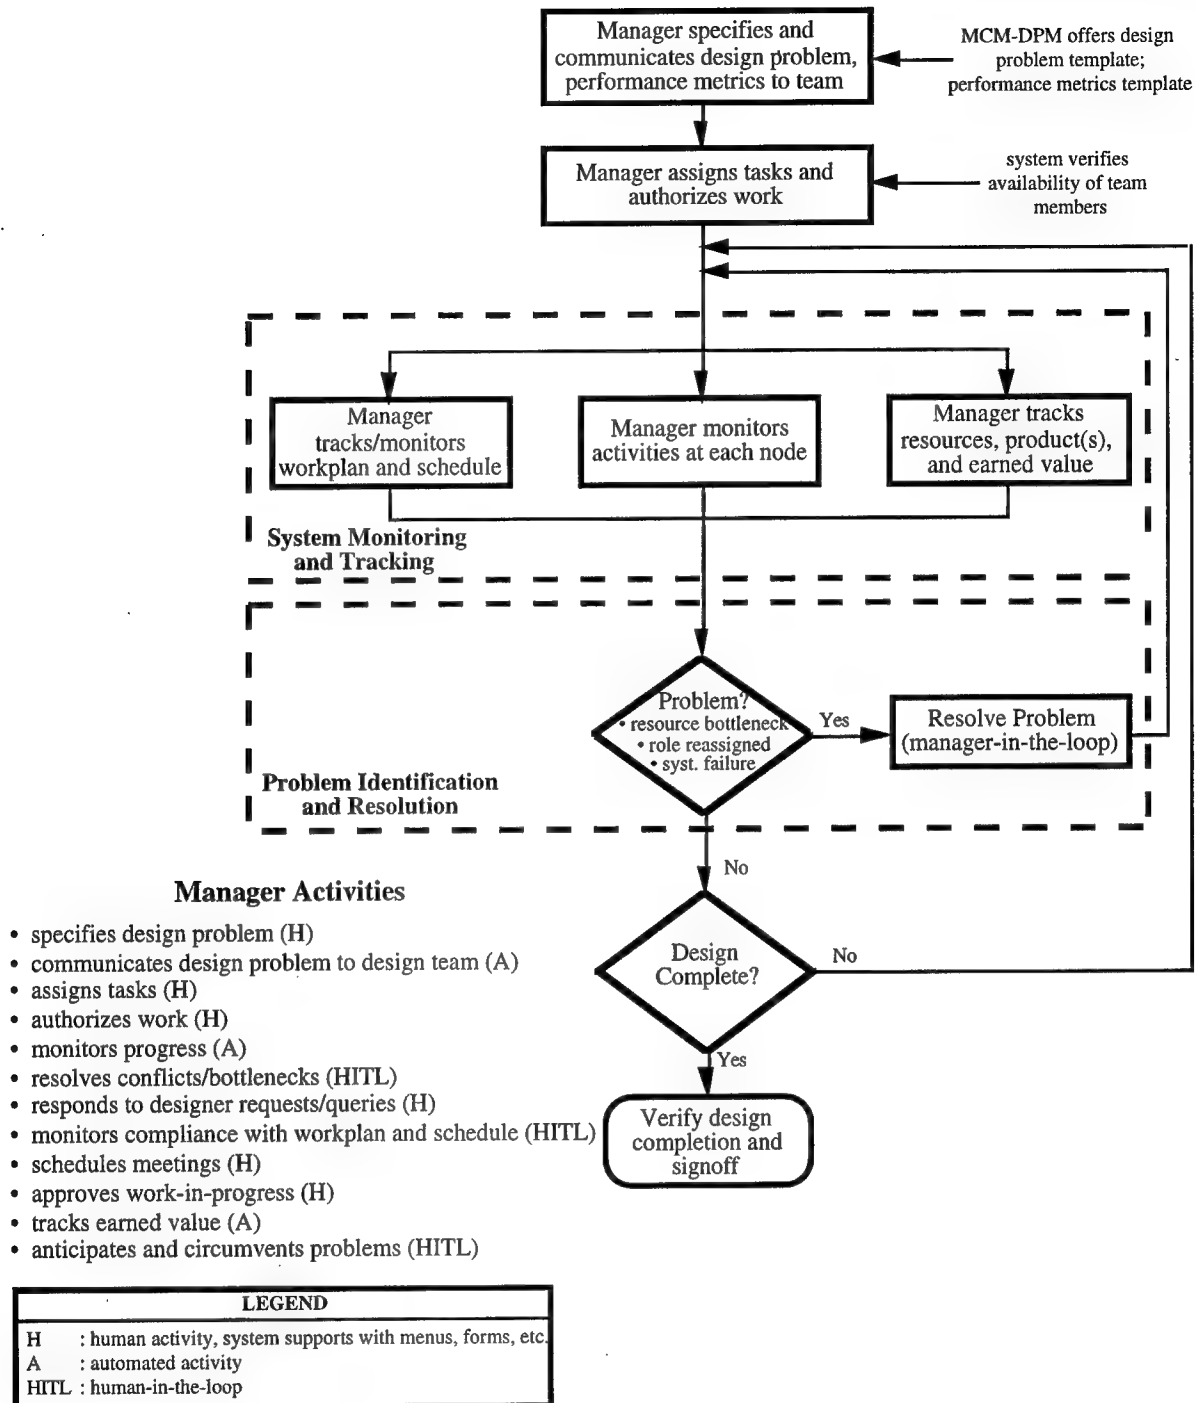 Manager specifies and
communicates design problem,
performance metrics to team
MCM-DPM offers design
problem template;
performance metrics template
Manager assigns tasks and
authorizes work
system verifies
availability of team
members
Manager
tracks/monitors
workplan and schedule
Manager monitors
activities at each node
Manager tracks
resources, product(s),
and earned value
System Monitoring
and Tracking
Problem?
• resource bottleneck
• role reassigned
• syst. failure
Yes
Resolve Problem
(manager-in-the-loop)
Problem Identification
and Resolution
No
Design
Complete?
No
Yes
Verify design
completion and
signoff
Manager Activities
• specifies design problem (H)
• communicates design problem to design team (A)
• assigns tasks (H)
• authorizes work (H)
• monitors progress (A)
• resolves conflicts/bottlenecks (HITL)
• responds to designer requests/queries (H)
• monitors compliance with workplan and schedule (HITL)
• schedules meetings (H)
• approves work-in-progress (H)
• tracks earned value (A)
• anticipates and circumvents problems (HITL)
LEGEND
H : human activity, system supports with menus, forms, etc.
A : automated activity
HITL : human-in-the-loop